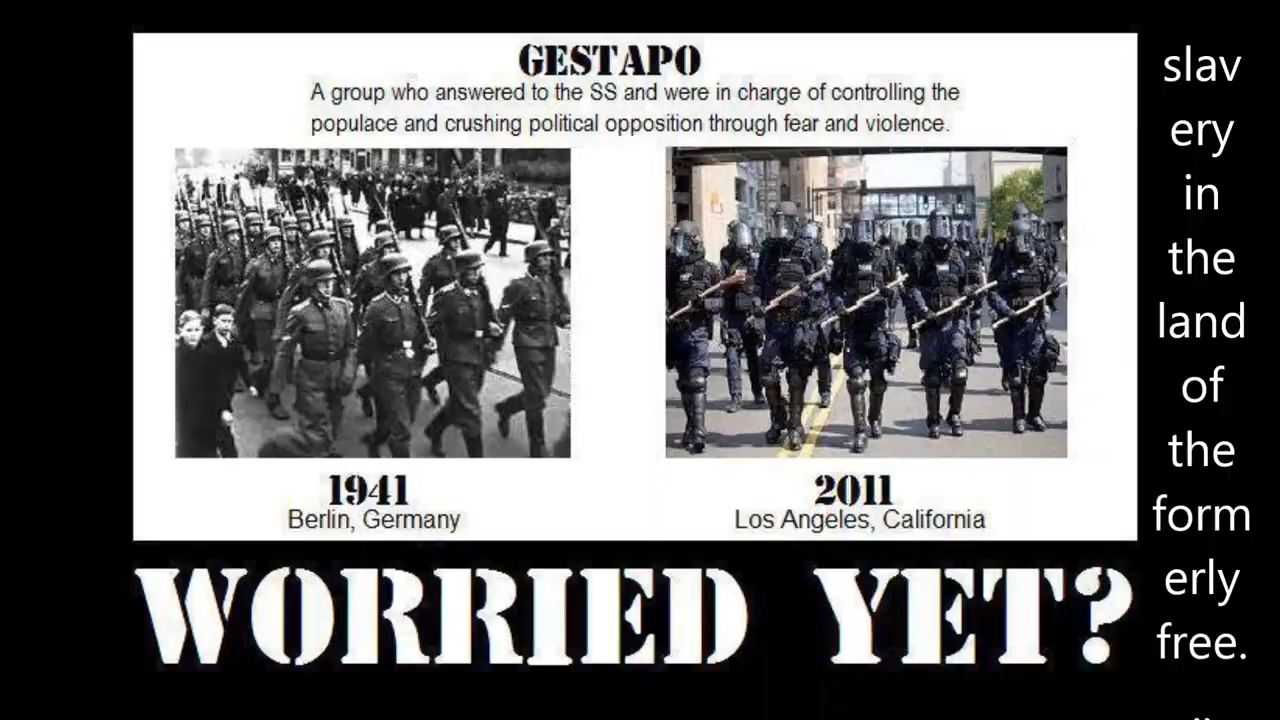 GESTAPO
A group who answered to the SS and were in charge of controlling the
populace and crushing political opposition through fear and violence.
1941
Berlin, Germany
2011
Los Angeles, California
WORRIED YET?
slav
ery
in
the
land
of
the
form
erly
free.